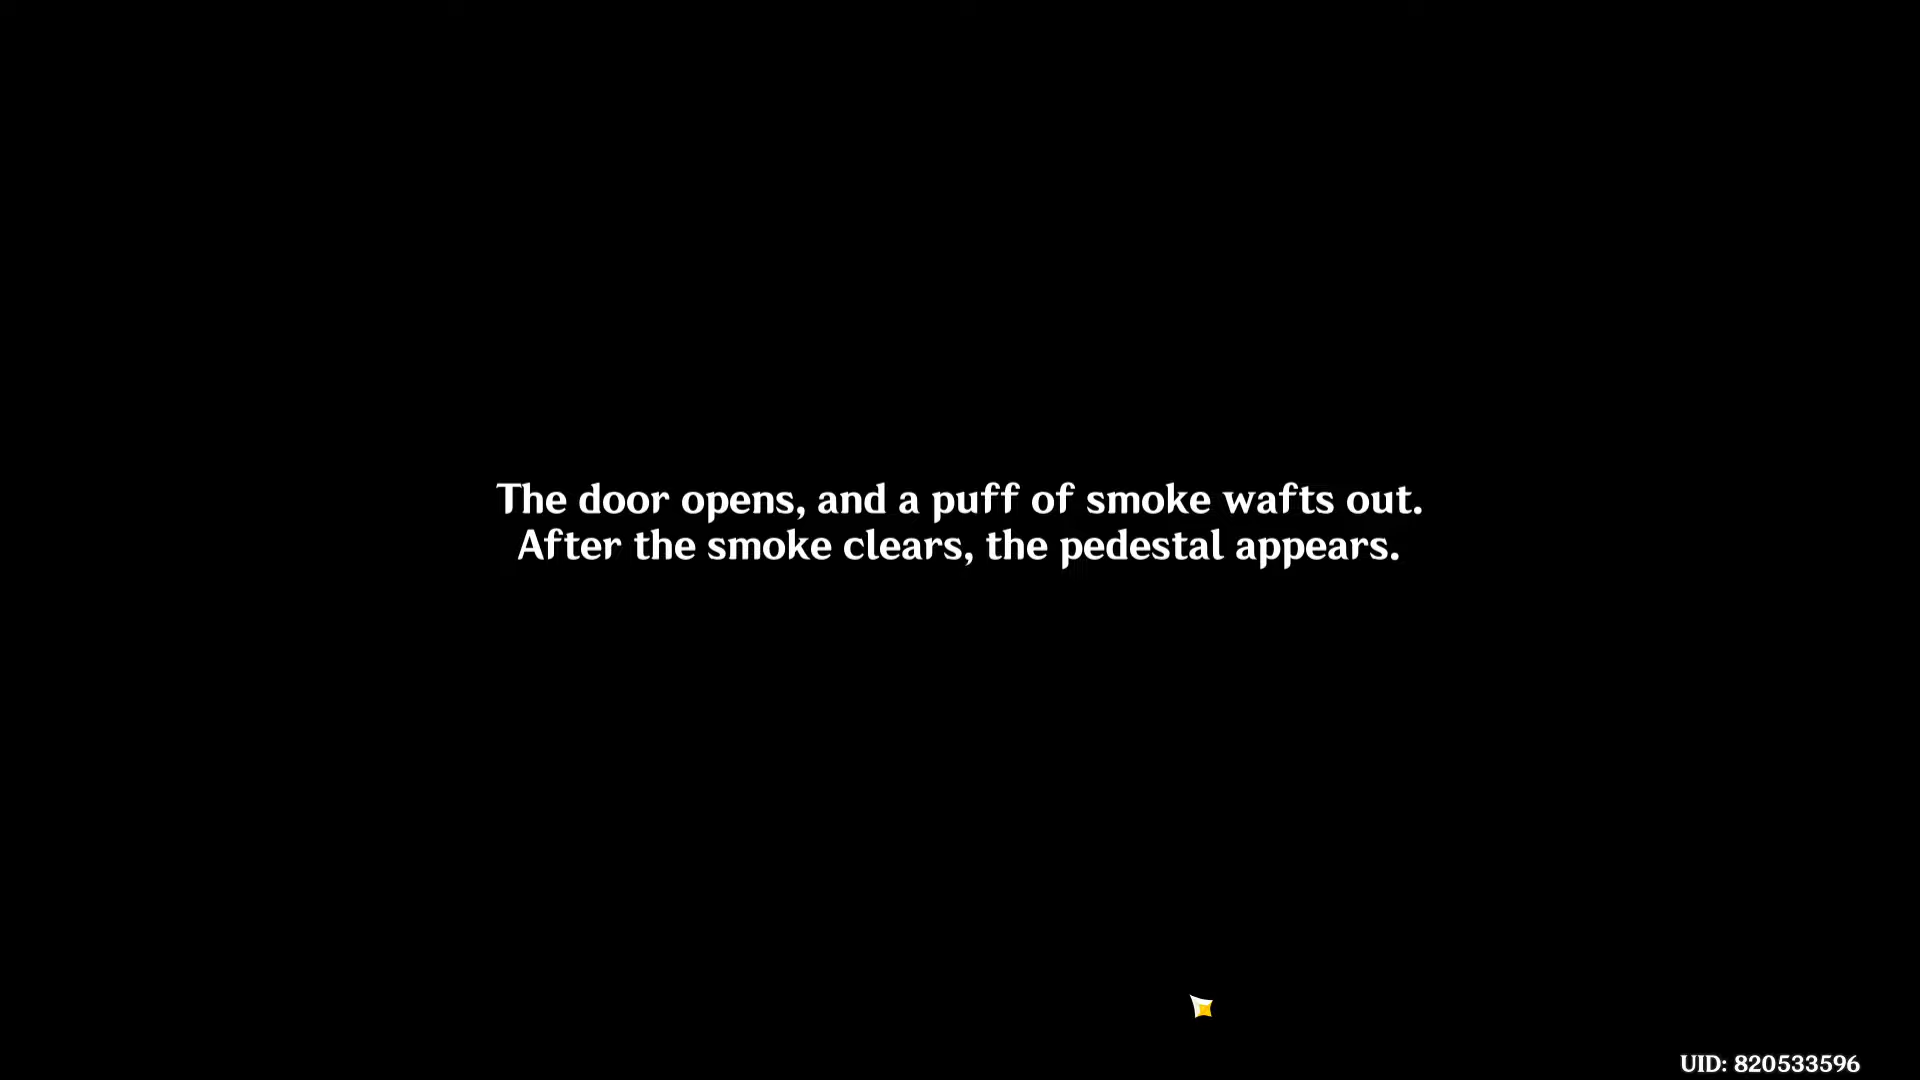 The door opens, and a puff of smoke wafts out.
After the smoke clears, the pedestal appears.
UID: 820533596